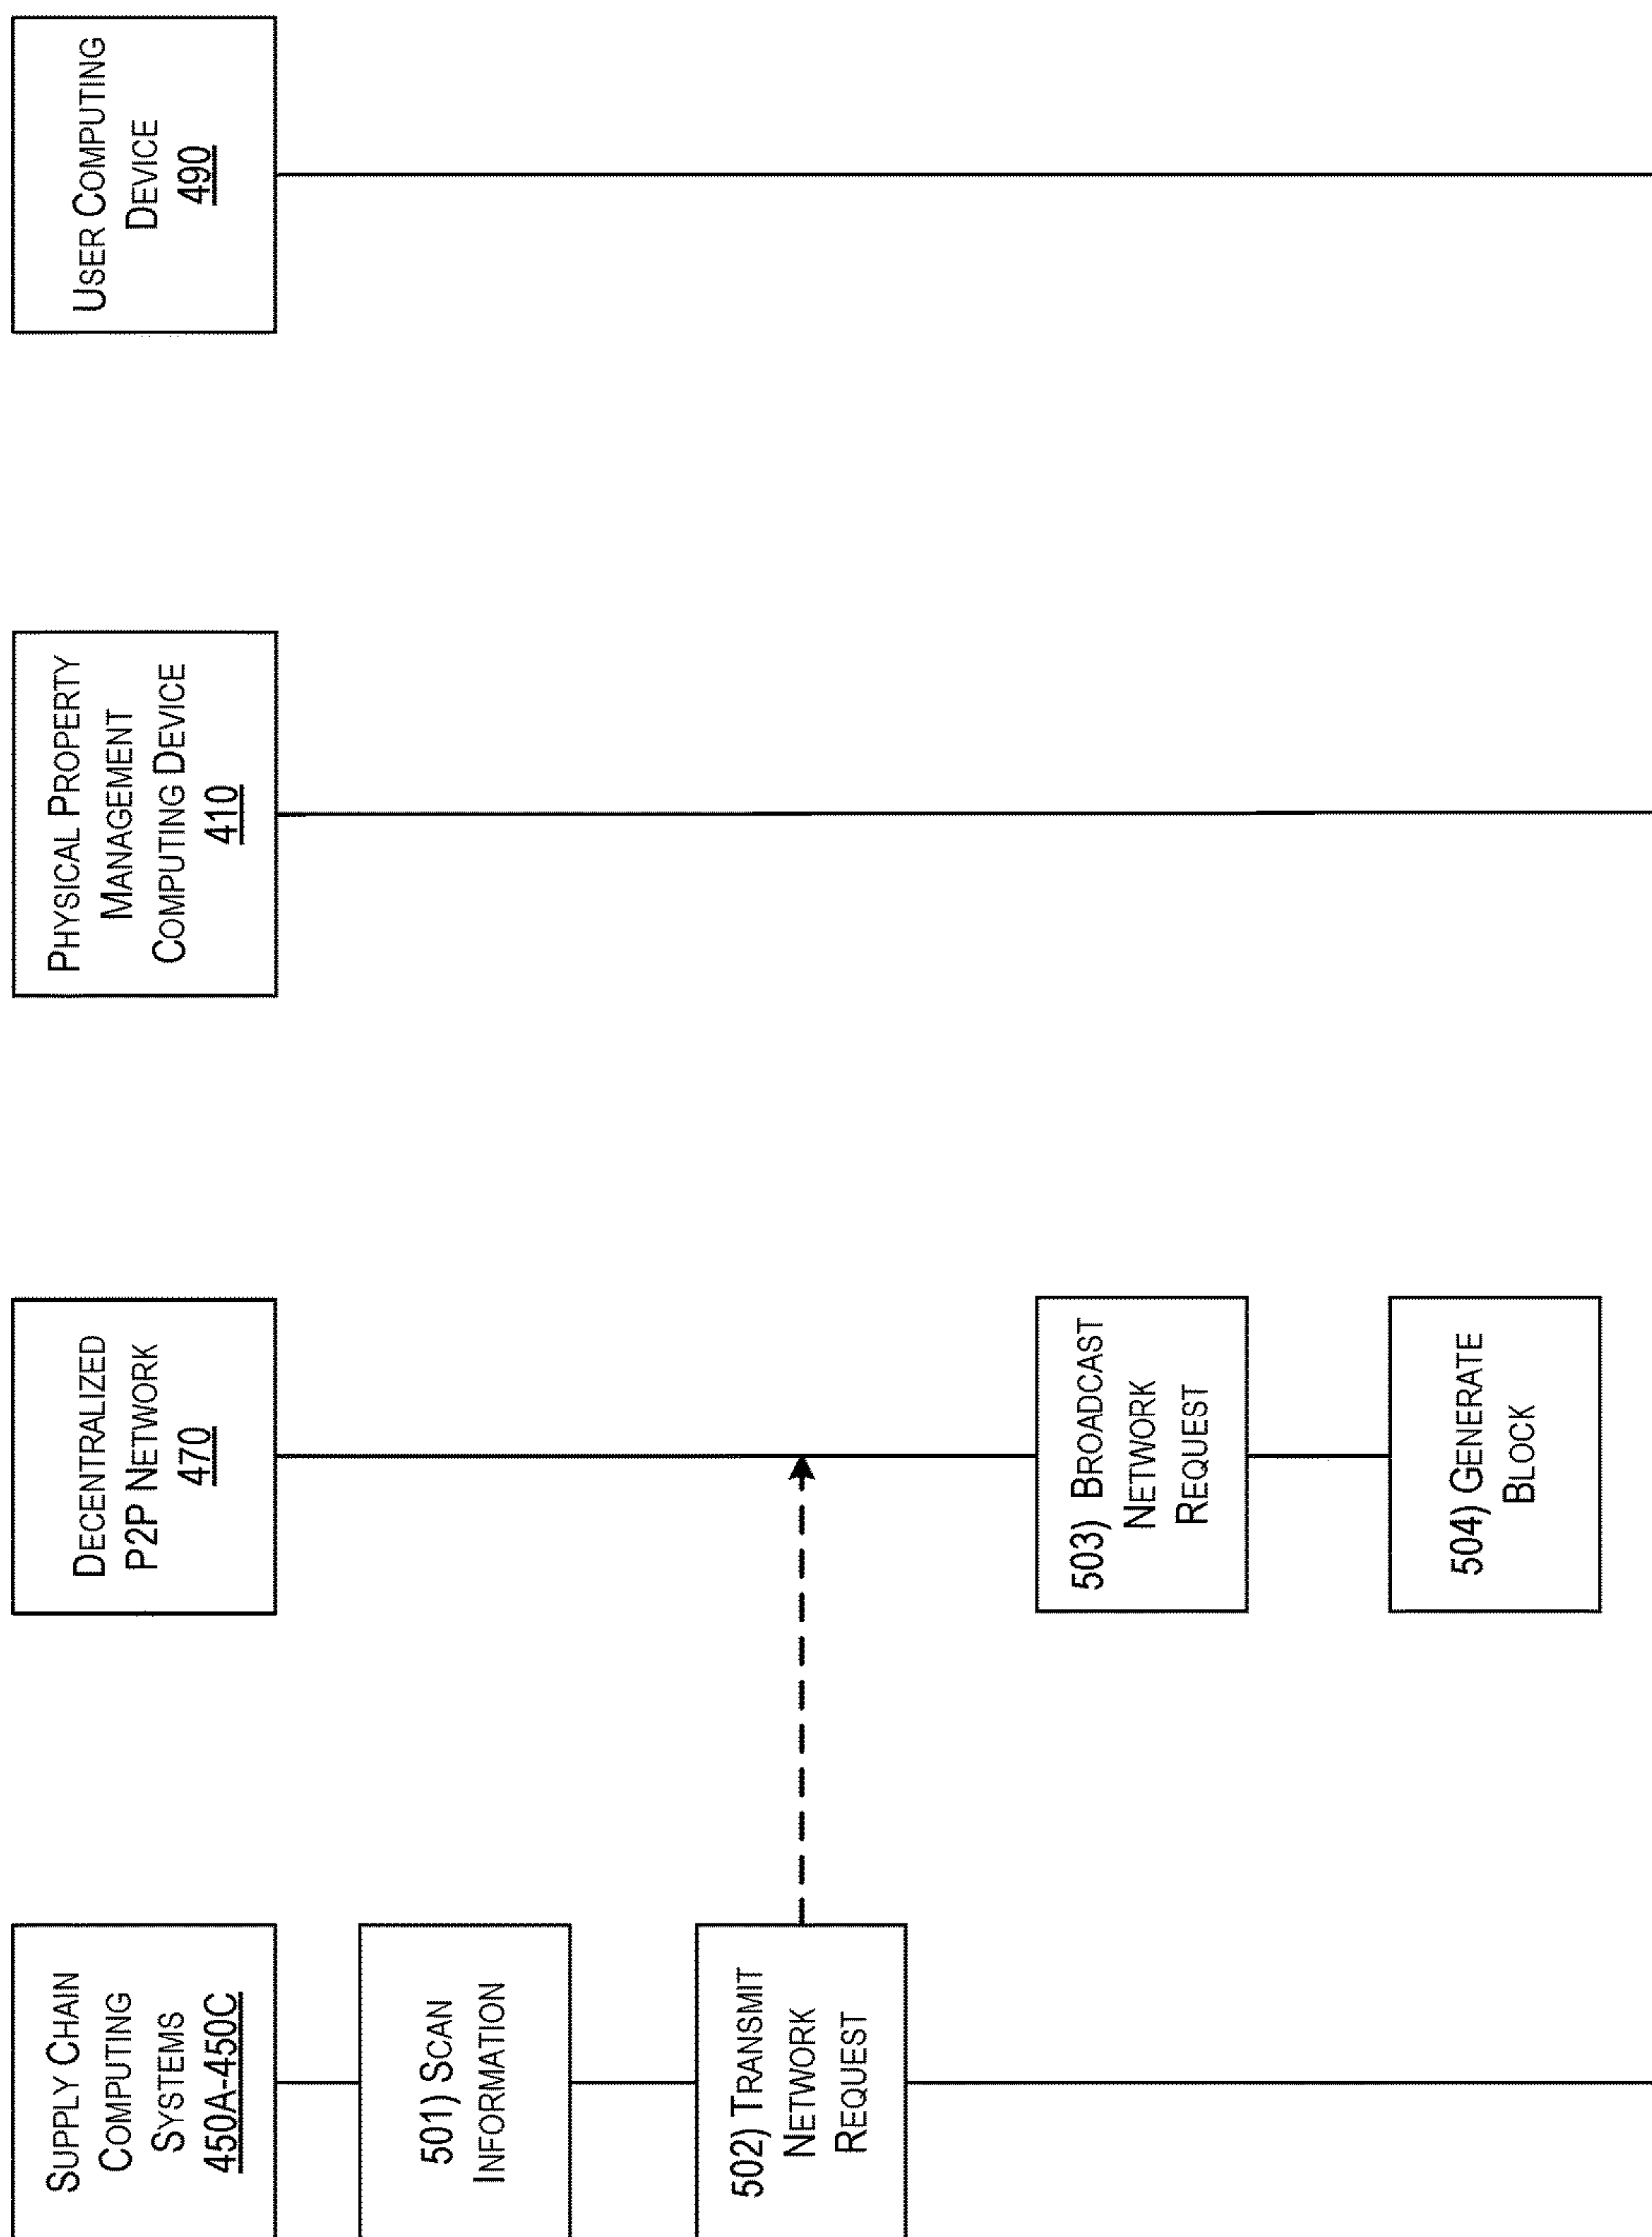 SUPPLY CHAIN
COMPUTING
SYSTEMS
450A-450C
DECENTRALIZED
P2P NETWORK
470
PHYSICAL PROPERTY
MANAGEMENT
COMPUTING DEVICE
410
USER COMPUTING
DEVICE
490
501) SCAN
INFORMATION
502) TRANSMIT
NETWORK
REQUEST
503) BROADCAST
NETWORK
REQUEST
504) GENERATE
BLOCK